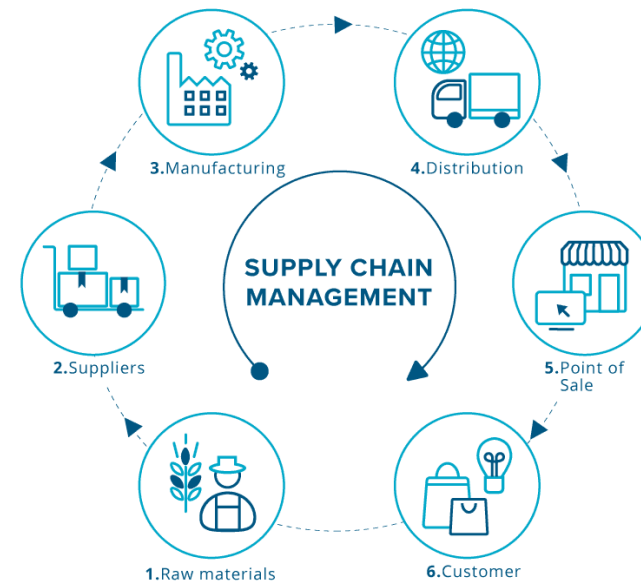 SUPPLY CHAIN
MANAGEMENT
1.Raw materials
2.Suppliers
3.Manufacturing
4.Distribution
5.Point of
Sale
6.Customer